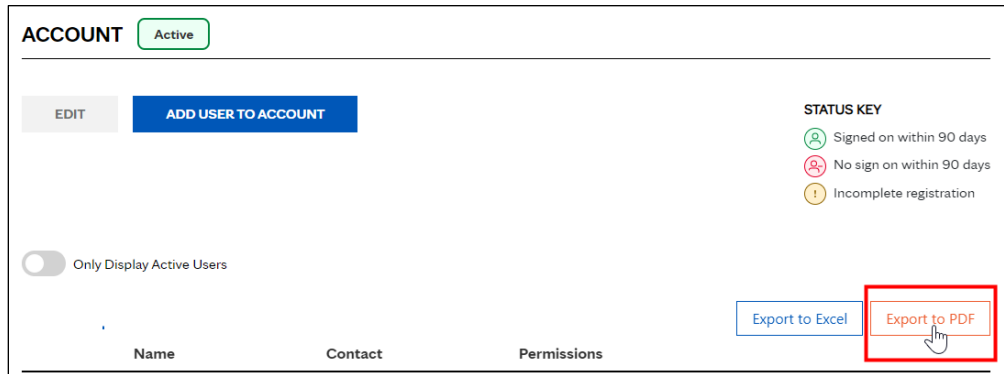 ACCOUNT Active
EDIT ADD USER TO ACCOUNT
STATUS KEY
Signed on within 90 days
No sign on within 90 days
! Incomplete registration
Only Display Active Users
Export to Excel Export to PDF
Name Contact Permissions